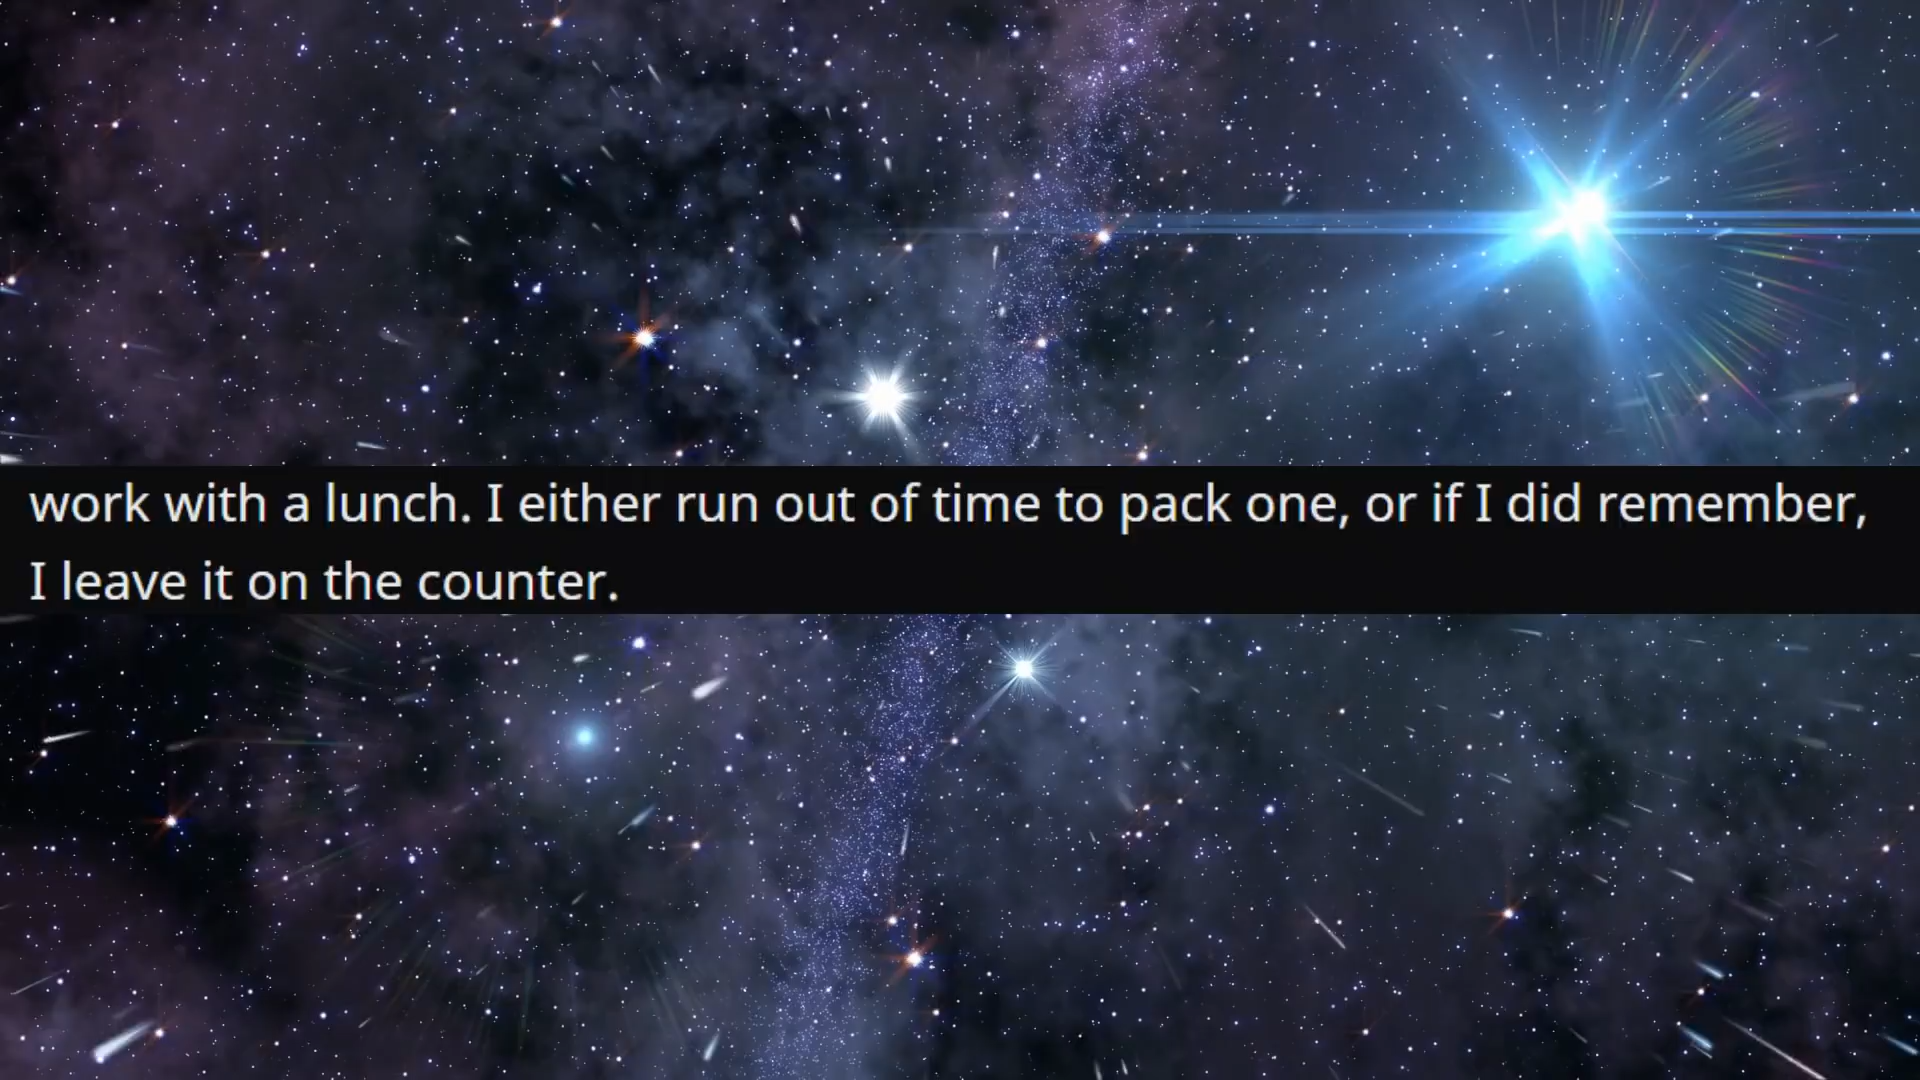 work with a lunch. I either run out of time to pack one, or if I did remember,
I leave it on the counter.